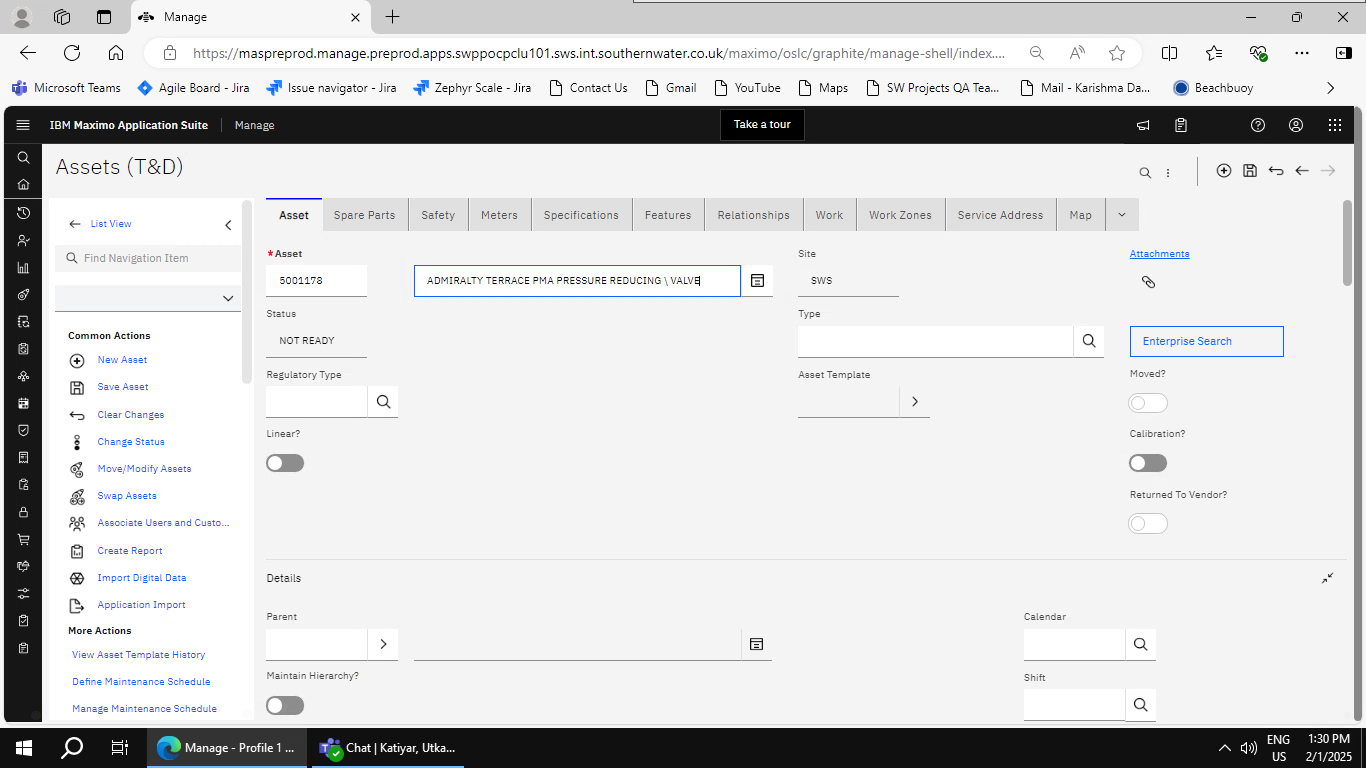 Manage
https://maspreprod.manage.preprod.apps.swppocpclu101.sws.int.southernwater.co.uk/maximo/oslc/graphite/manage-shell/index....
Microsoft Teams
Agile Board - Jira
Issue navigator - Jira
Zephyr Scale - Jira
Contact Us
Gmail
YouTube
Maps
SW Projects QA Tea...
Mail - Karishma Da...
Beachbuoy
IBM Maximo Application Suite
Manage
Take a tour
Assets (T&D)
List View
Find Navigation Item
Common Actions
New Asset
Save Asset
Clear Changes
Change Status
Move/Modify Assets
Swap Assets
Associate Users and Custo...
Create Report
Import Digital Data
Application Import
More Actions
View Asset Template History
Define Maintenance Schedule
Manage Maintenance Schedule
Asset
Spare Parts
Safety
Meters
Specifications
Features
Relationships
Work
Work Zones
Service Address
Map
*Asset
5001178
ADMIRALTY TERRACE PMA PRESSURE REDUCING \ VALVE
Site
SWS
Attachments
Status
NOT READY
Type
Enterprise Search
Regulatory Type
Asset Template
Moved?
Linear?
Calibration?
Returned To Vendor?
Details
Parent
Calendar
Maintain Hierarchy?
Shift
Manage - Profile 1 ...
Chat | Katiyar, Utka...
ENG
US
1:30 PM
2/1/2025